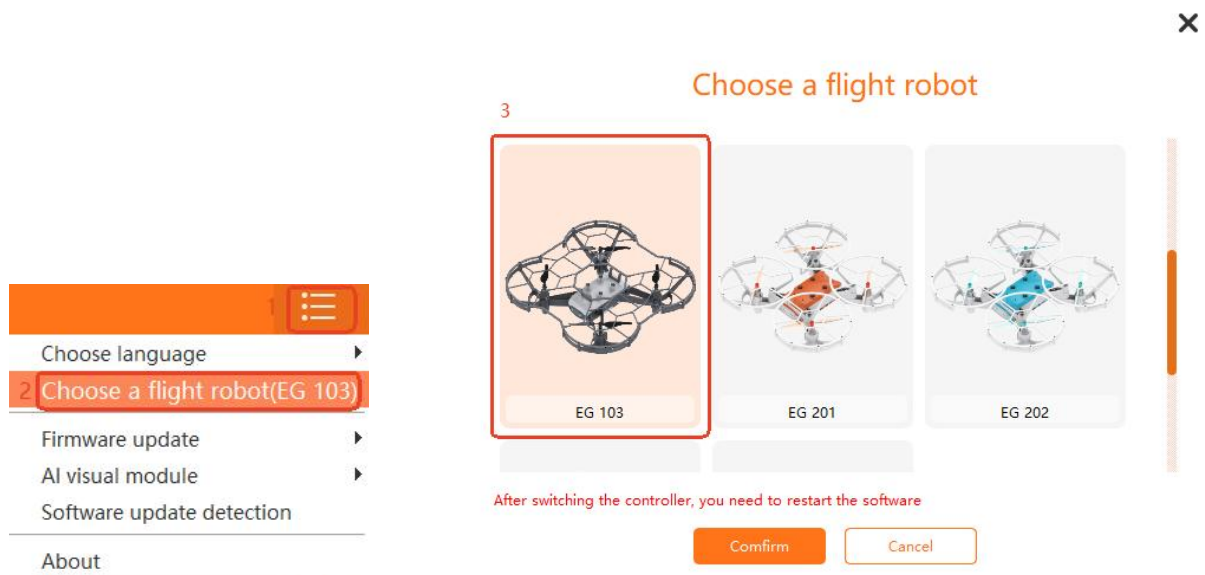 1
Choose language
2 Choose a flight robot(EG 103)
Firmware update
AI visual module
Software update detection
About
Choose a flight robot
3
EG 103
EG 201
EG 202
After switching the controller, you need to restart the software
Comfirm
Cancel